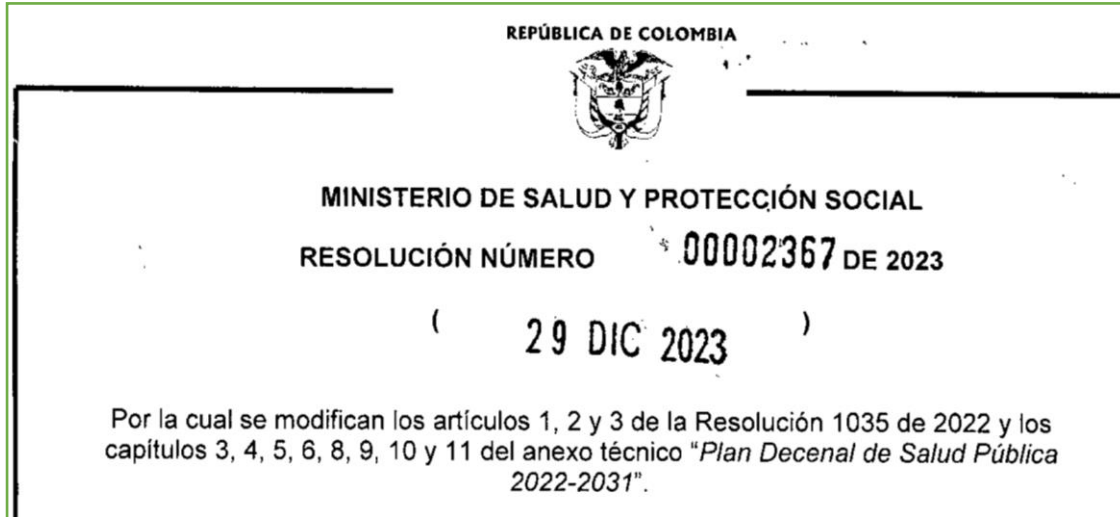 REPÚBLICA DE COLOMBIA
MINISTERIO DE SALUD Y PROTECCIÓN SOCIAL
RESOLUCIÓN NÚMERO 00002367 DE 2023
( 29 DIC 2023 )
Por la cual se modifican los artículos 1, 2 y 3 de la Resolución 1035 de 2022 y los
capítulos 3, 4, 5, 6, 8, 9, 10 y 11 del anexo técnico “Plan Decenal de Salud Pública
2022-2031”.